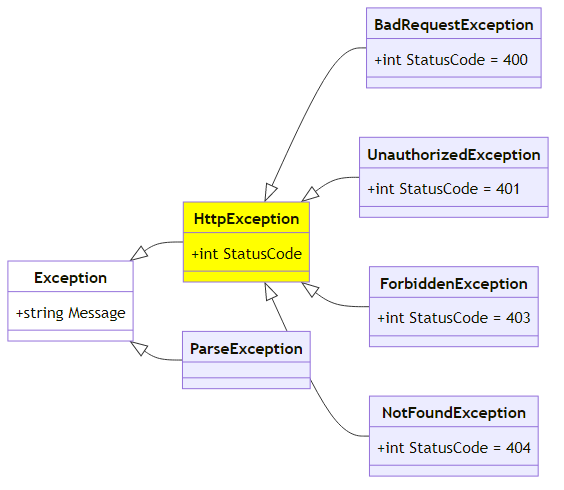 BadRequestException
+int StatusCode = 400
UnauthorizedException
+int StatusCode = 401
HttpException
+int StatusCode
Exception
+string Message
ForbiddenException
+int StatusCode = 403
ParseException
NotFoundException
+int StatusCode = 404